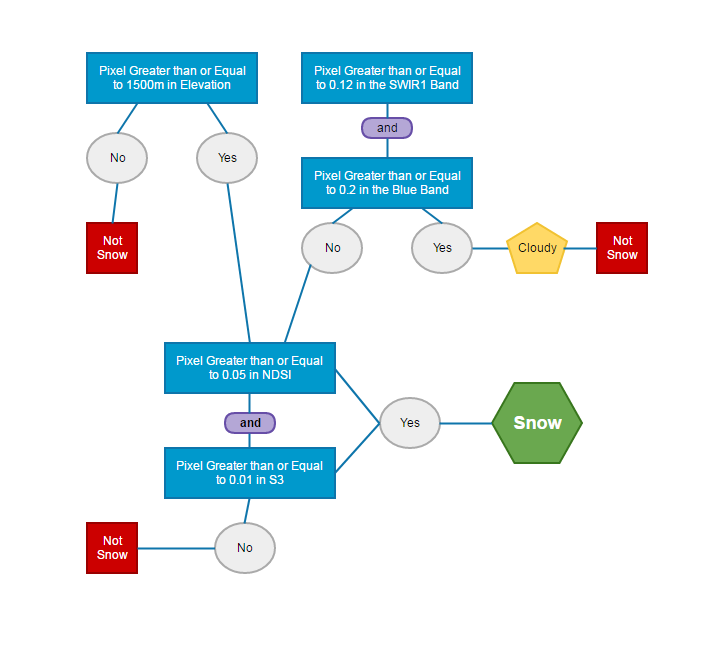 Pixel Greater than or Equal
to 1500m in Elevation
Pixel Greater than or Equal
to 0.12 in the SWIR1 Band
and
No
Yes
Pixel Greater than or Equal
to 0.2 in the Blue Band
Not
Snow
No
Yes
Cloudy
Not
Snow
Pixel Greater than or Equal
to 0.05 in NDSI
and
Yes
Snow
Pixel Greater than or Equal
to 0.01 in S3
Not
Snow
No